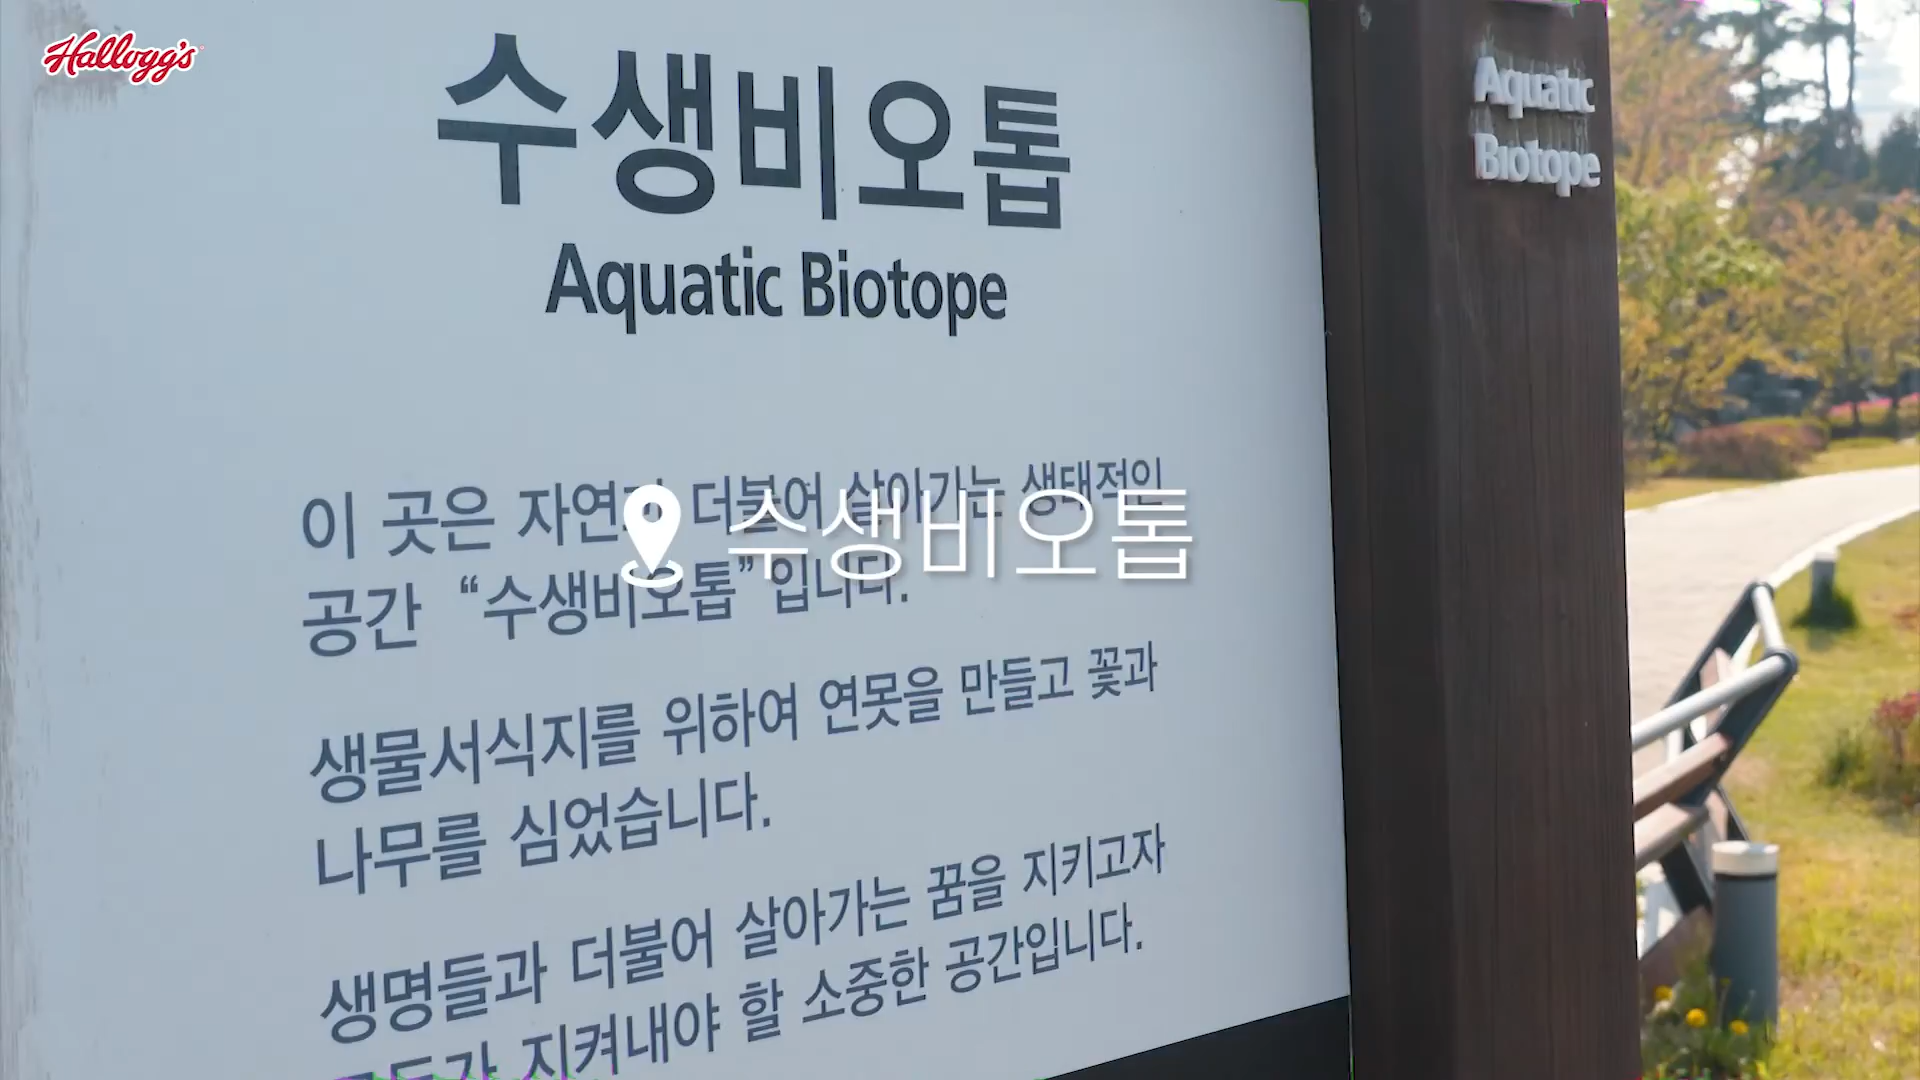 Hallogg's
수생비오톱
Aquatic Biotope
Aquatic
Biotope
이 곳은 자연과 더불어 살아가는 생태적인
공간 “수생비오톱”입니다.
수생비오톱
생물서식지를 위하여 연못을 만들고 꽃과
나무를 심었습니다.
생명들과 더불어 살아가는 꿈을 지키고자
지켜내야 할 소중한 공간입니다.